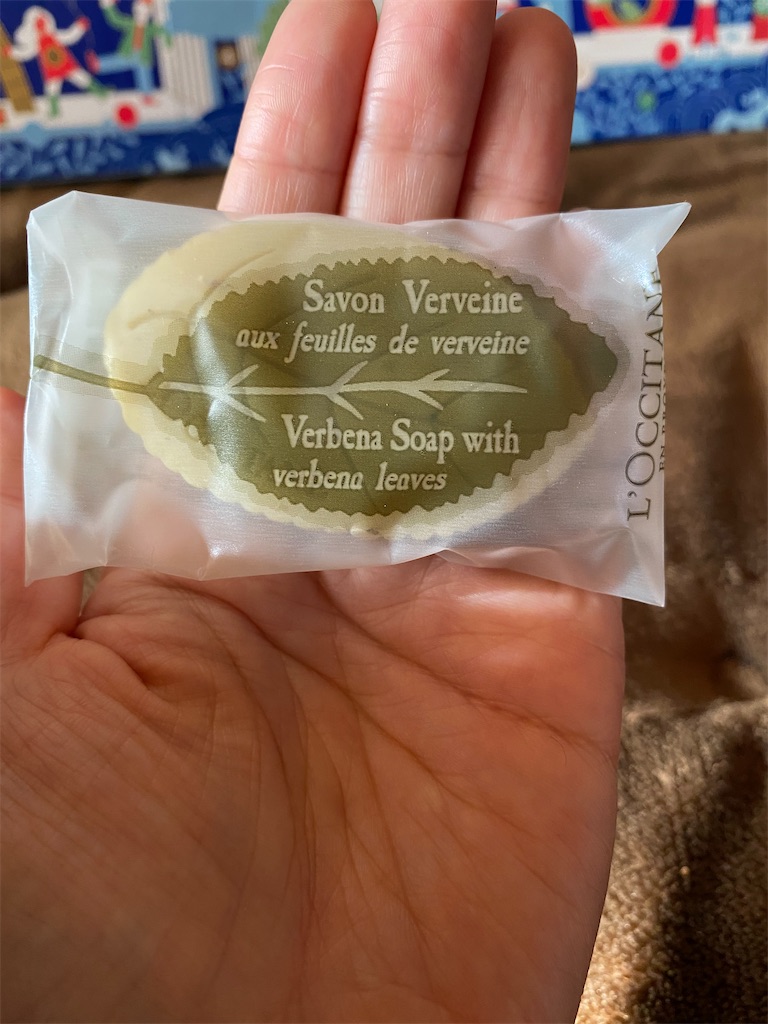 Savon Verveine
aux feuilles de verveine
Verbena Soap with
verbena leaves
L'OCCITANE